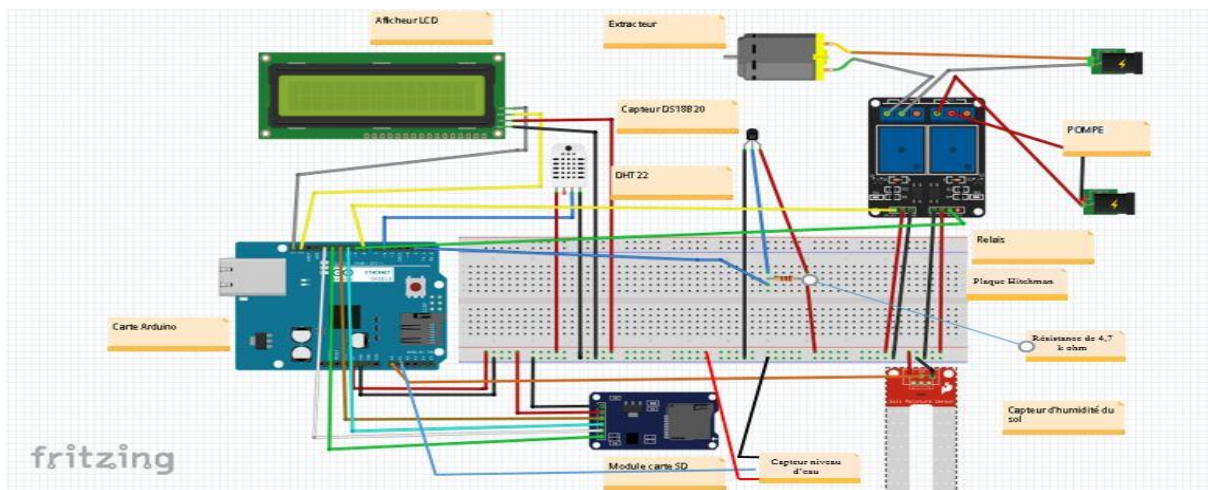 Afficheur LCD
Extracteur
Capteur DS18B20
POMPE
DHT 22
Relais
Plaque Hitchman
Carte Arduino
Résistance de 4,7
k ohm
Capteur d'humidité du
sol
Module carte SD
Capteur niveau
d'eau
fritzing
ETHERNET